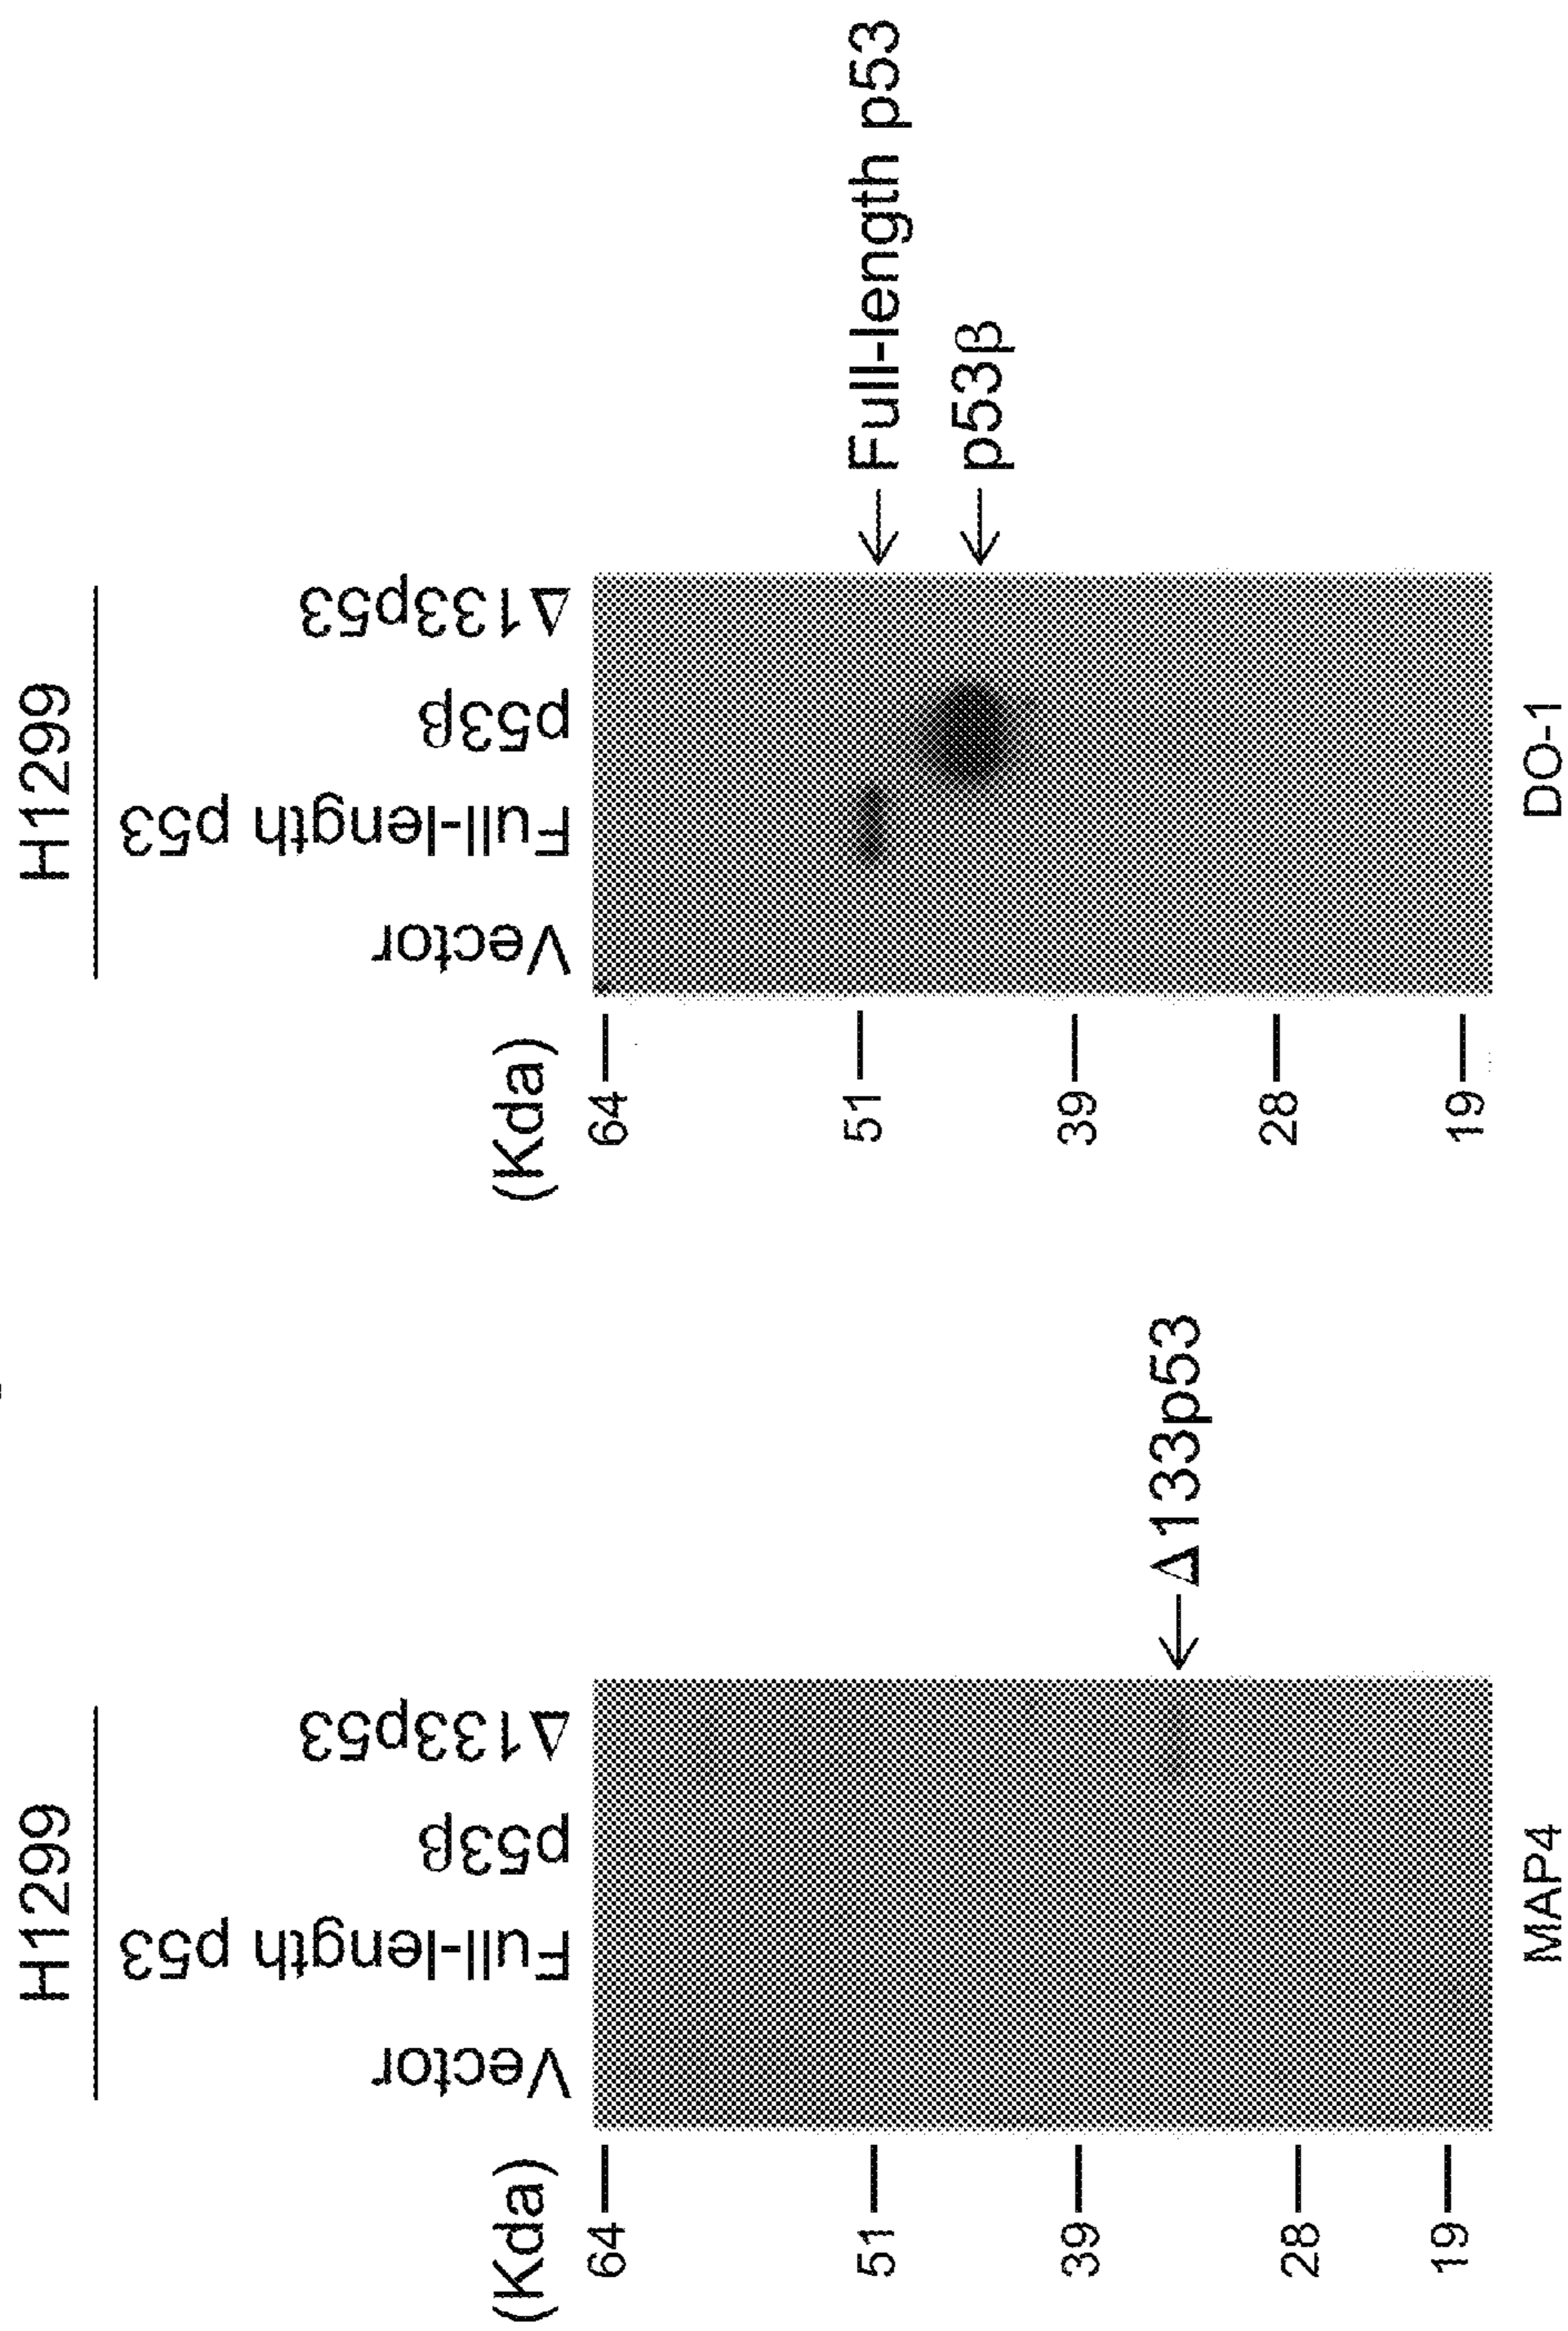 H1299
Vector
Full-length p53
p53β
Δ133p53
(Kda)
64
51
39
28
19
←Δ133p53
MAP4
H1299
Vector
Full-length p53
p53β
Δ133p53
(Kda)
64
51
39
28
19
←Full-length p53
←p53β
DO-1